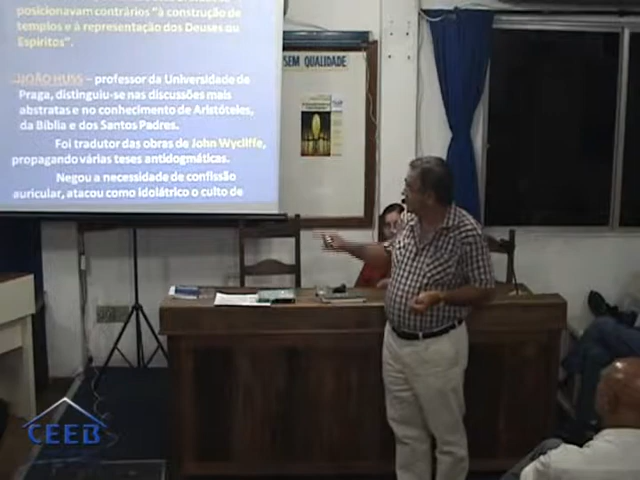 posicionavam contrários "à construção de
templos e à representação dos Deuses ou
Espíritos".
JOÃO HUSS – professor da Universidade de
Praga, distinguiu-se nas discussões mais
abstratas e no conhecimento de Aristóteles,
da Bíblia e dos Santos Padres.
Foi tradutor das obras de John Wycliffe,
propagando várias teses antidogmáticas.
Negou a necessidade de confissão
auricular, atacou como idolátrico o culto de
SEM QUALIDADE
CEEB